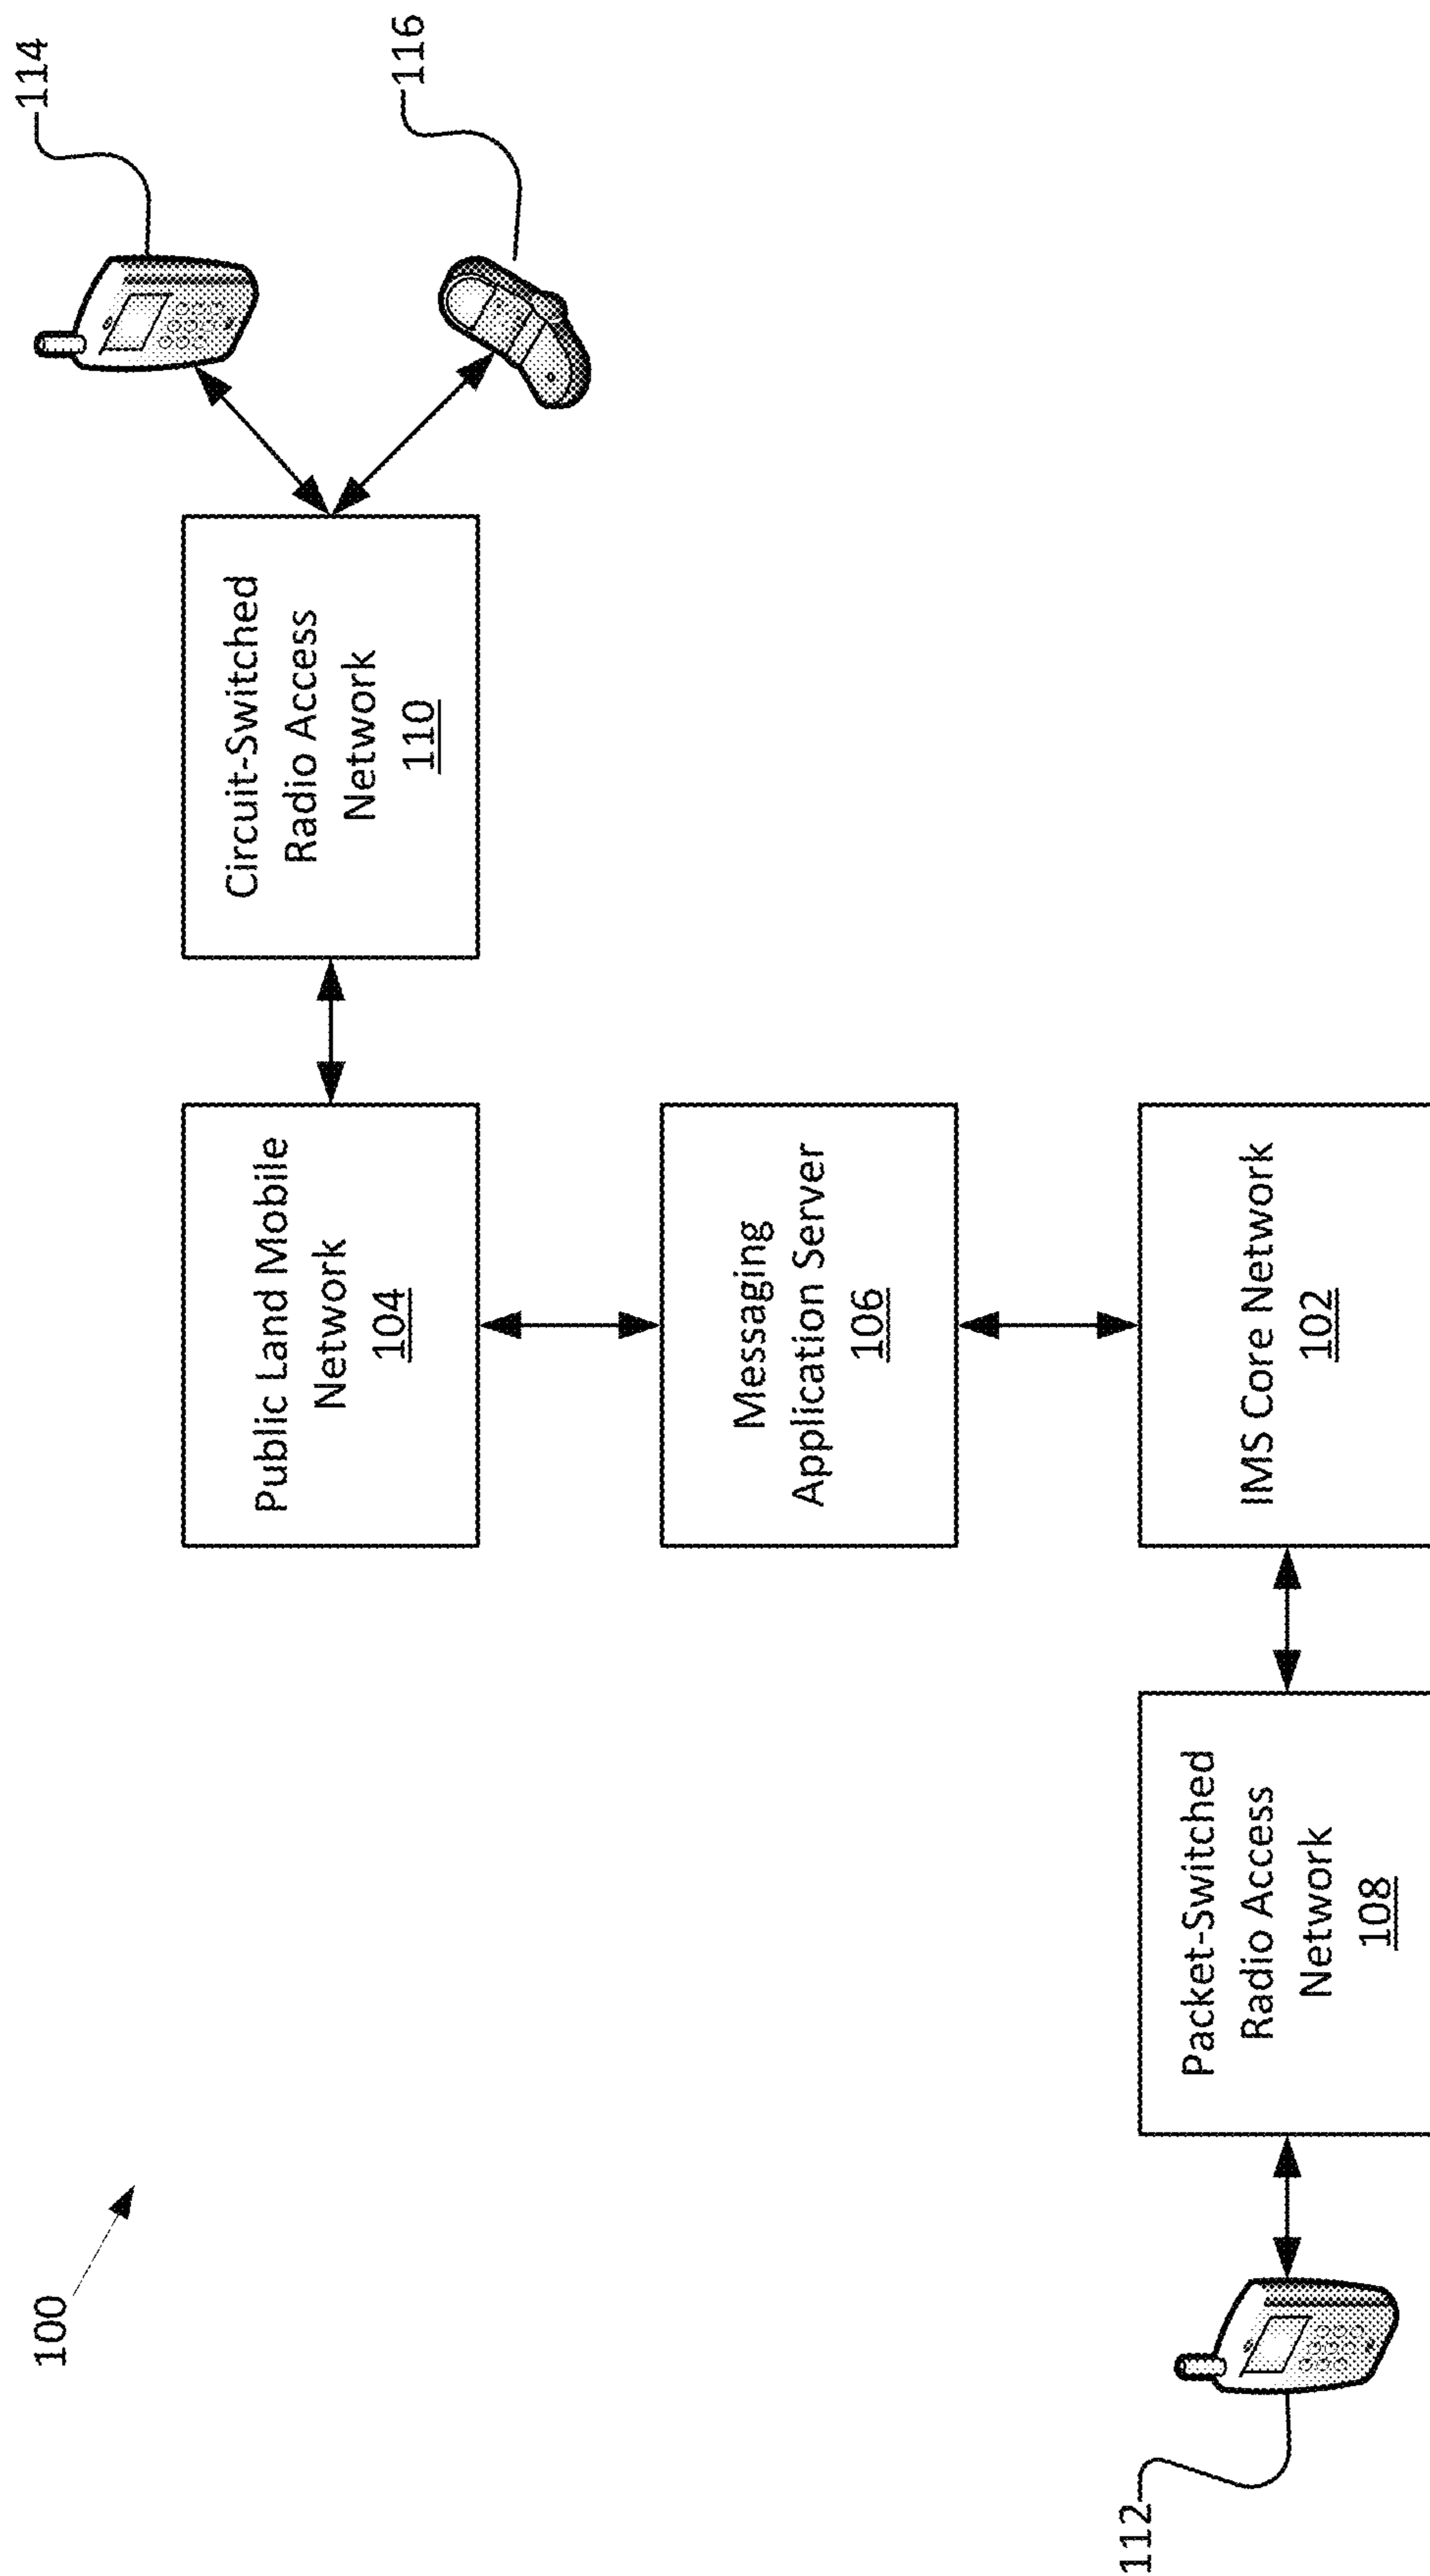 100
114
116
Public Land Mobile
Network
104
Circuit-Switched
Radio Access
Network
110
Messaging
Application Server
106
112
Packet-Switched
Radio Access
Network
108
IMS Core Network
102